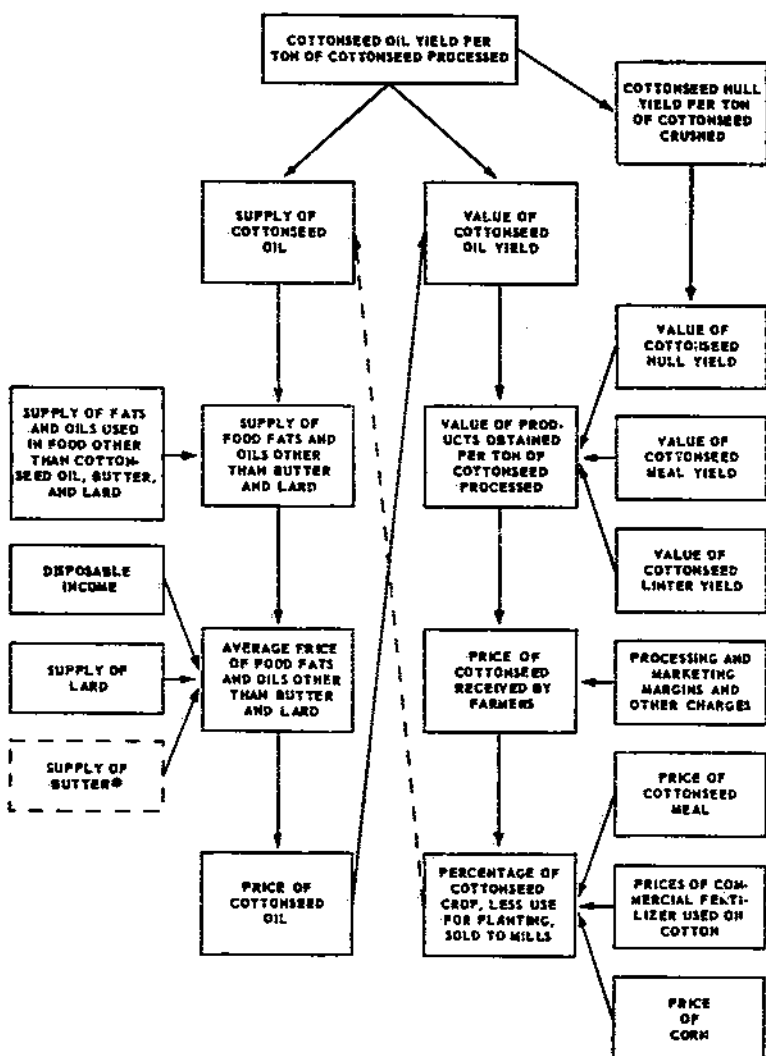 COTTONSEED OIL YIELD PER
TON OF COTTONSEED PROCESSED
COTTONSEED HULL
YIELD PER TON
OF COTTONSEED
CRUSHED
SUPPLY OF
COTTONSEED
OIL
VALUE OF
COTTONSEED
OIL YIELD
VALUE OF
COTTONSEED
HULL YIELD
SUPPLY OF FATS
AND OILS USED
IN FOOD OTHER
THAN COTTON-
SEED OIL, BUTTER,
AND LARD
SUPPLY OF
FOOD FATS AND
OILS OTHER
THAN BUTTER
AND LARD
VALUE OF PROD-
UCTS OBTAINED
PER TON OF
COTTONSEED
PROCESSED
VALUE OF
COTTONSEED
MEAL YIELD
VALUE OF
COTTONSEED
LINTER YIELD
DISPOSABLE
INCOME
SUPPLY OF
LARD
SUPPLY OF
BUTTER*
AVERAGE PRICE
OF FOOD FATS
AND OILS OTHER
THAN BUTTER
AND LARD
PRICE OF
COTTONSEED
RECEIVED BY
FARMERS
PROCESSING AND
MARKETING
MARGINS AND
OTHER CHARGES
PRICE OF
COTTONSEED
MEAL
PRICE OF
COTTONSEED
OIL
PERCENTAGE OF
COTTONSEED
CROP, LESS USE
FOR PLANTING,
SOLD TO MILLS
PRICES OF COM-
MERCIAL FERTI-
LIZER USED ON
COTTON
PRICE
OF
CORN